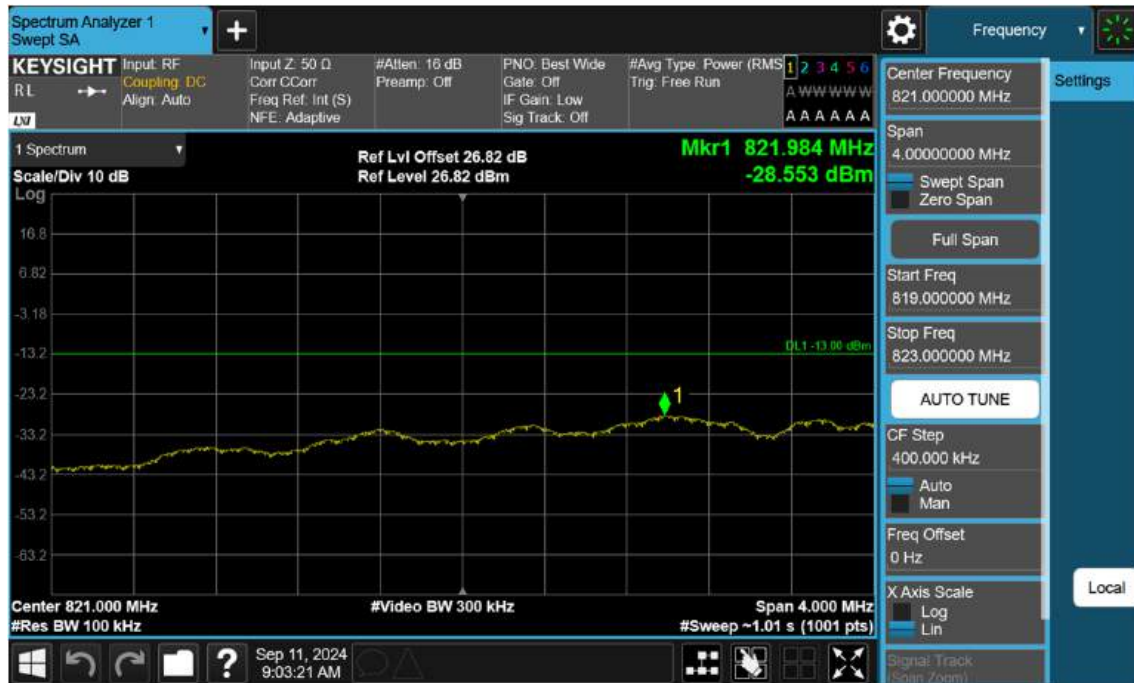 Spectrum Analyzer 1
Swept SA
Frequency
KEYSIGHT
RL
LXI
Input: RF
Coupling: DC
Align: Auto
Input Z: 50 Ω
Corr CCorr
Freq Ref: Int (S)
NFE: Adaptive
#Atten: 16 dB
Preamp: Off
PNO: Best Wide
Gate: Off
IF Gain: Low
Sig Track: Off
#Avg Type: Power (RMS
Trig: Free Run
1 2 3 4 5 6
A W W W W W
A A A A A A
1 Spectrum
Scale/Div 10 dB
Ref Lvl Offset 26.82 dB
Ref Level 26.82 dBm
Mkr1 821.984 MHz
-28.553 dBm
Log
16.8
6.82
-3.18
-13.2
-23.2
-33.2
-43.2
-53.2
-63.2
DL1 -13.00 dBm
1
Center 821.000 MHz
#Res BW 100 kHz
#Video BW 300 kHz
Span 4.000 MHz
#Sweep ~1.01 s (1001 pts)
Sep 11, 2024
9:03:21 AM
Center Frequency
821.000000 MHz
Settings
Span
4.00000000 MHz
Swept Span
Zero Span
Full Span
Start Freq
819.000000 MHz
Stop Freq
823.000000 MHz
AUTO TUNE
CF Step
400.000 kHz
Auto
Man
Freq Offset
0 Hz
X Axis Scale
Log
Lin
Local
Signal Track
(Span Zoom)